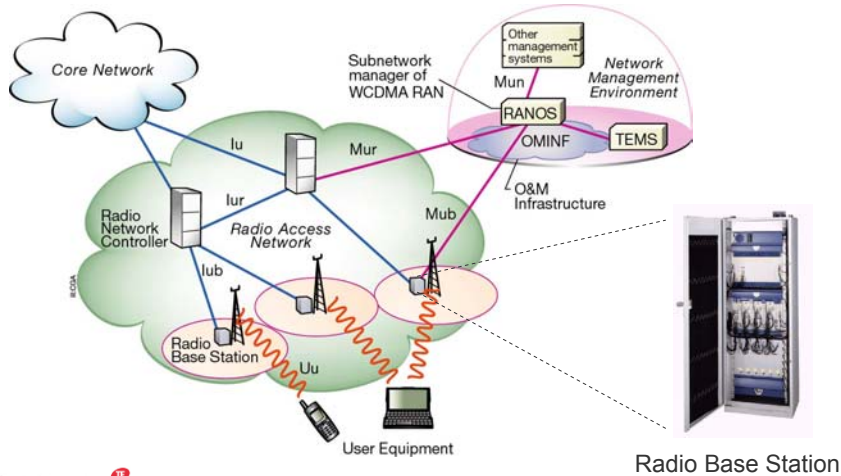 Core Network
Other
management
systems
Network
Management
Environment
Subnetwork
manager of
WCDMA RAN
Mun
RANOS
OMINF
TEMS
O&M
Infrastructure
Iu
Mur
Iur
Radio
Network
Controller
Radio Access
Network
Mub
Iub
Radio
Base Station
Uu
User Equipment
Radio Base Station
TE